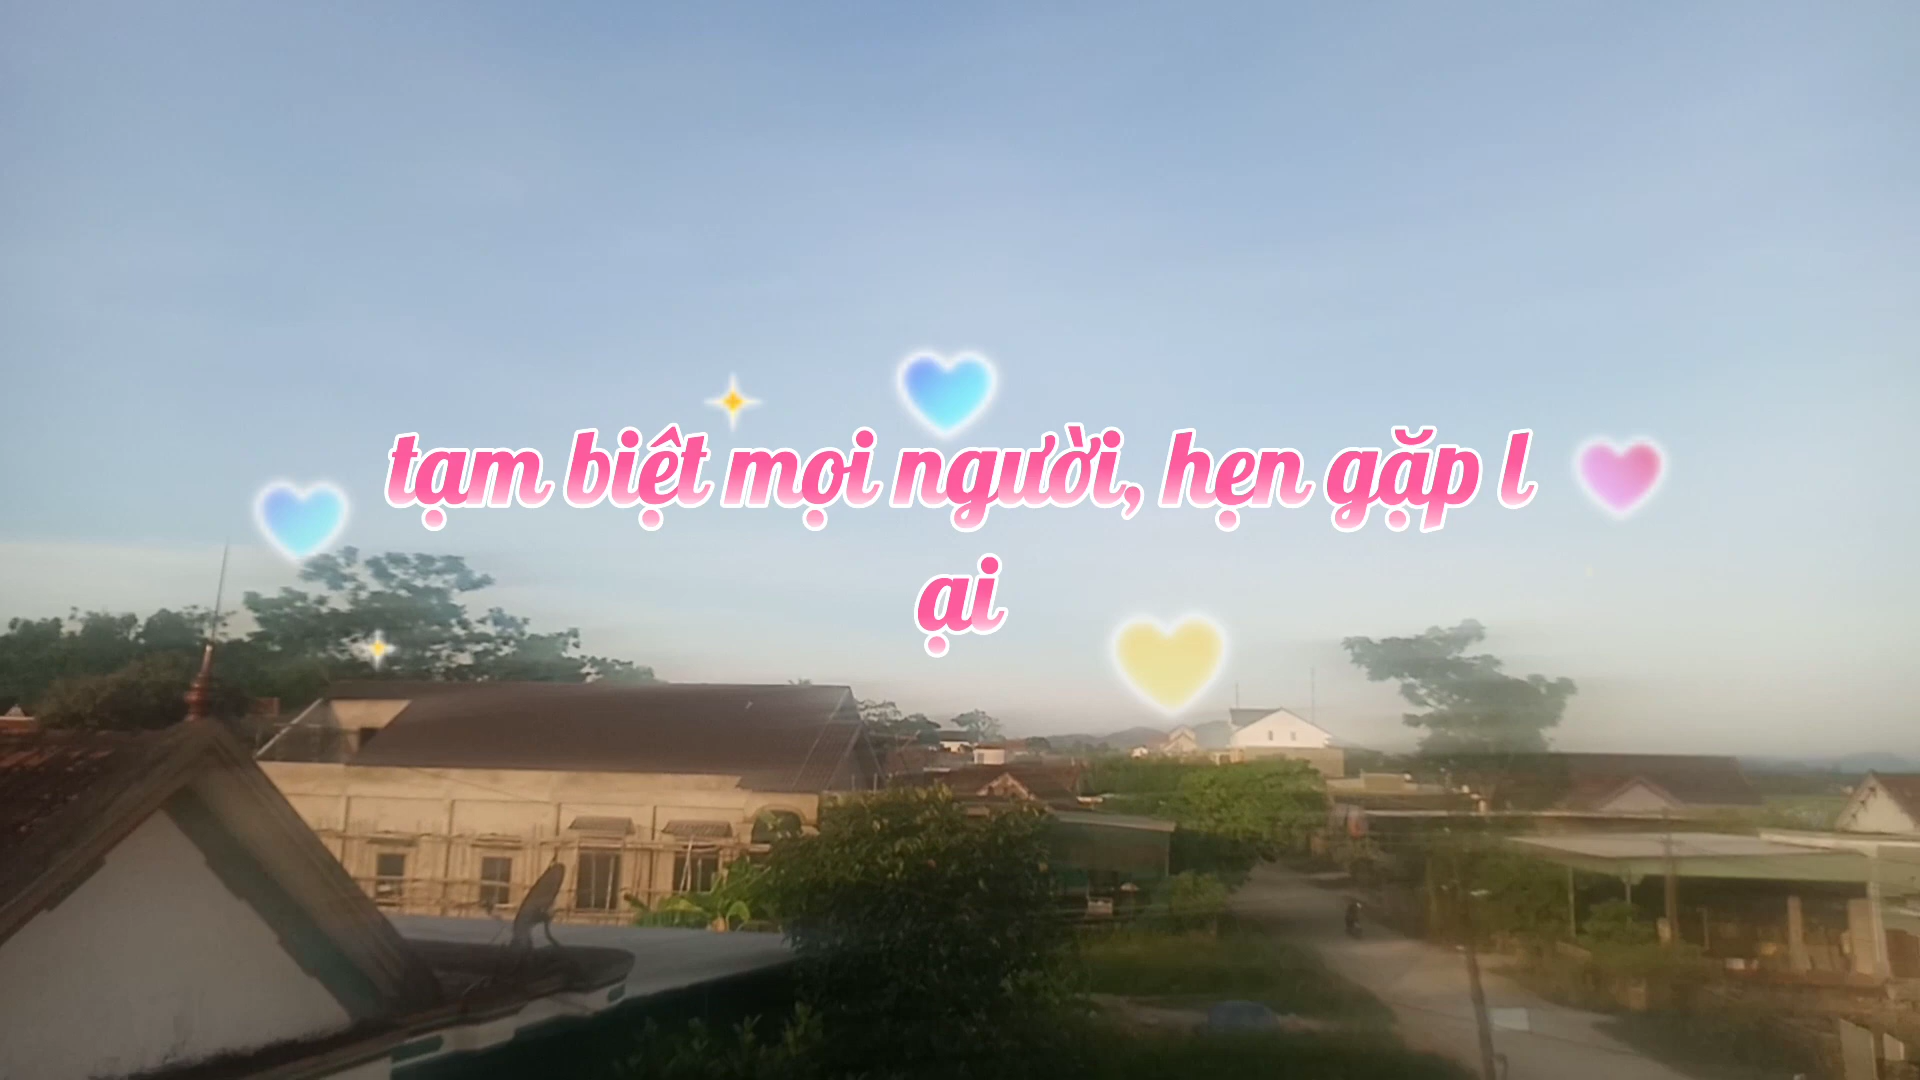 tạm biệt mọi người, hẹn gặp l
ại